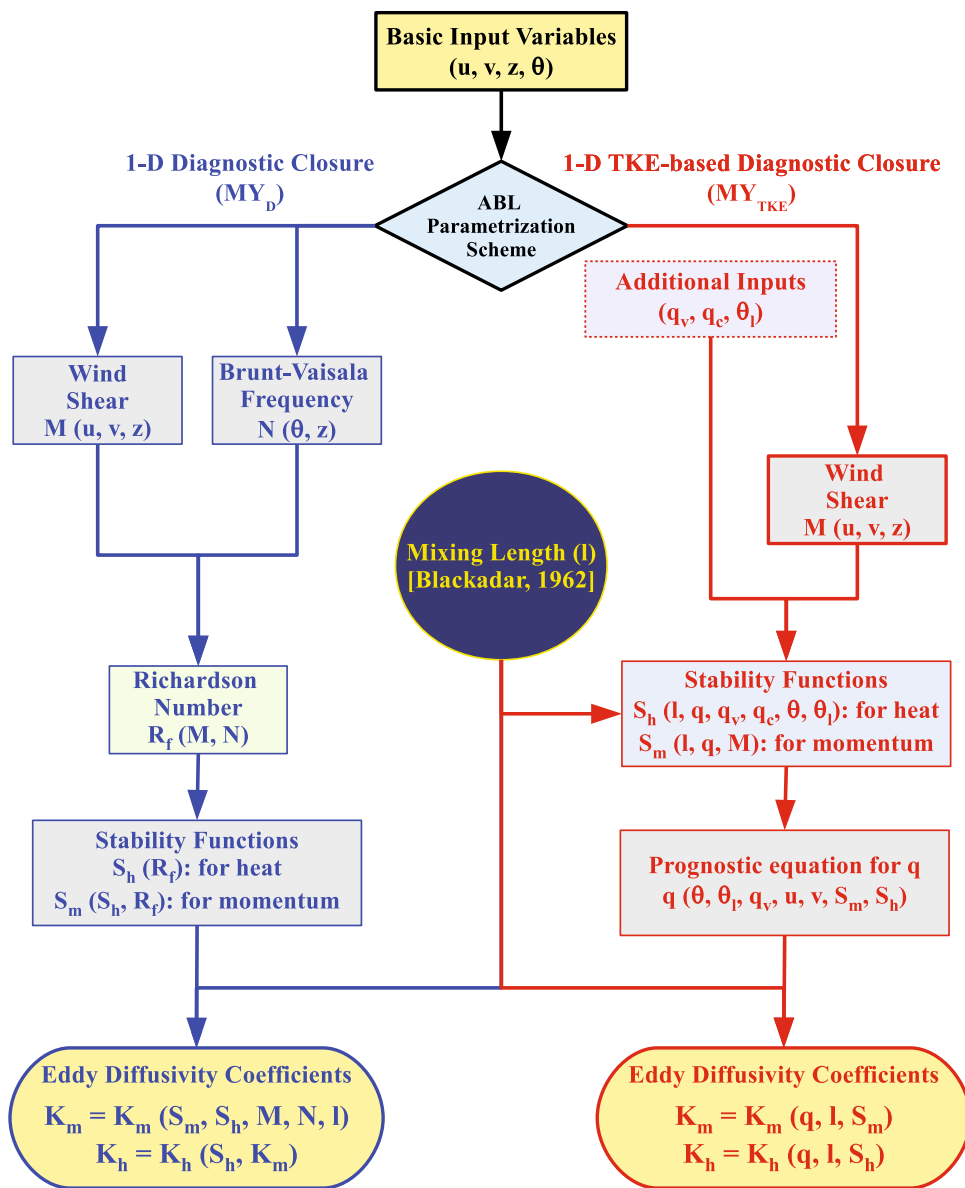 Basic Input Variables
(u, v, z, θ)
1-D Diagnostic Closure
(MY_D)
1-D TKE-based Diagnostic Closure
(MY_TKE)
ABL
Parametrization
Scheme
Additional Inputs
(q_v, q_c, θ_l)
Wind
Shear
M (u, v, z)
Brunt-Vaisala
Frequency
N (θ, z)
Wind
Shear
M (u, v, z)
Mixing Length (l)
[Blackadar, 1962]
Richardson
Number
R_f (M, N)
Stability Functions
S_h (l, q, q_v, q_c, θ, θ_l): for heat
S_m (l, q, M): for momentum
Stability Functions
S_h (R_f): for heat
S_m (S_h, R_f): for momentum
Prognostic equation for q
q (θ, θ_l, q_v, u, v, S_m, S_h)
Eddy Diffusivity Coefficients
K_m = K_m (S_m, S_h, M, N, l)
K_h = K_h (S_h, K_m)
Eddy Diffusivity Coefficients
K_m = K_m (q, l, S_m)
K_h = K_h (q, l, S_h)